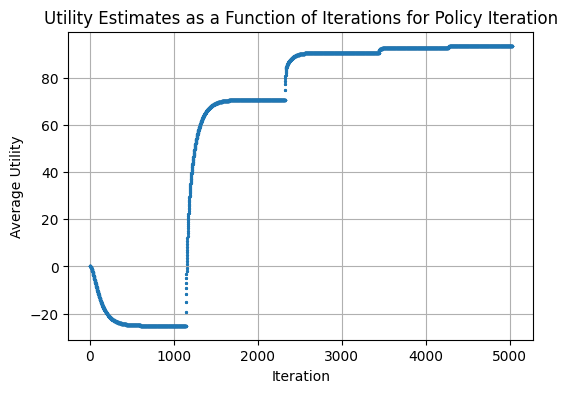 Utility Estimates as a Function of Iterations for Policy Iteration
80
60
40
20
0
−20
Average Utility
0 1000 2000 3000 4000 5000
Iteration